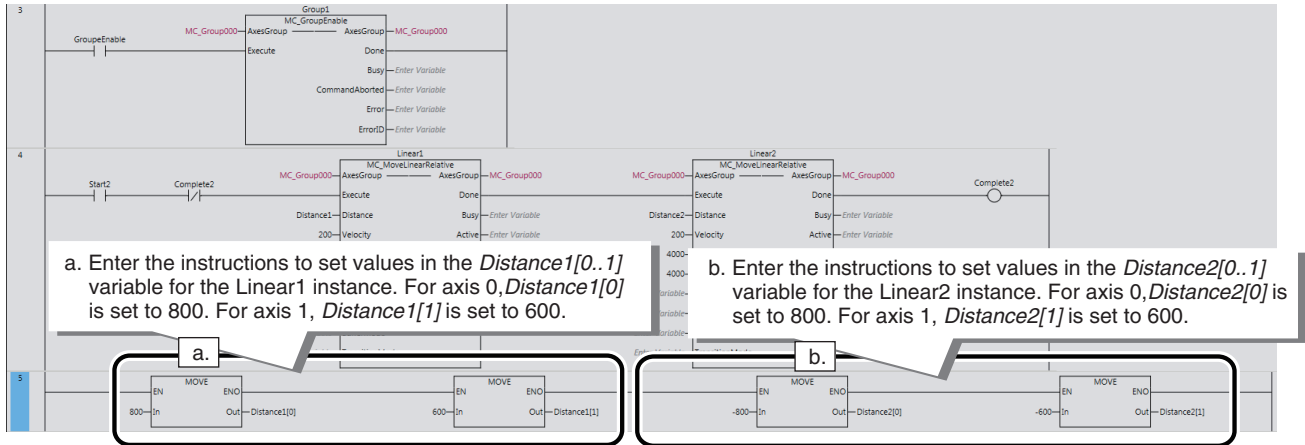 3
Group1
MC_GroupEnable
MC_Group000 AxesGroup AxesGroup MC_Group000
GroupeEnable
Execute Done
Busy Enter Variable
CommandAborted Enter Variable
Error Enter Variable
ErrorID Enter Variable
4
Linear1 Linear2
MC_MoveLinearRelative MC_MoveLinearRelative
MC_Group000 AxesGroup AxesGroup MC_Group000 MC_Group000 AxesGroup AxesGroup MC_Group000
Start2 Complete2 Complete2
Execute Done Execute Done
Distance1 Distance Busy Enter Variable Distance2 Distance Busy Enter Variable
200 Velocity Active Enter Variable 200 Velocity Active Enter Variable
4000
4000
a. Enter the instructions to set values in the Distance1[0..1]
variable for the Linear1 instance. For axis 0,Distance1[0]
is set to 800. For axis 1, Distance1[1] is set to 600.
b. Enter the instructions to set values in the Distance2[0..1]
variable for the Linear2 instance. For axis 0,Distance2[0] is
set to 800. For axis 1, Distance2[1] is set to 600.
a. b.
5
MOVE MOVE MOVE MOVE
EN ENO EN ENO EN ENO EN ENO
800 In Out Distance1[0] 600 In Out Distance1[1] -800 In Out Distance2[0] -600 In Out Distance2[1]